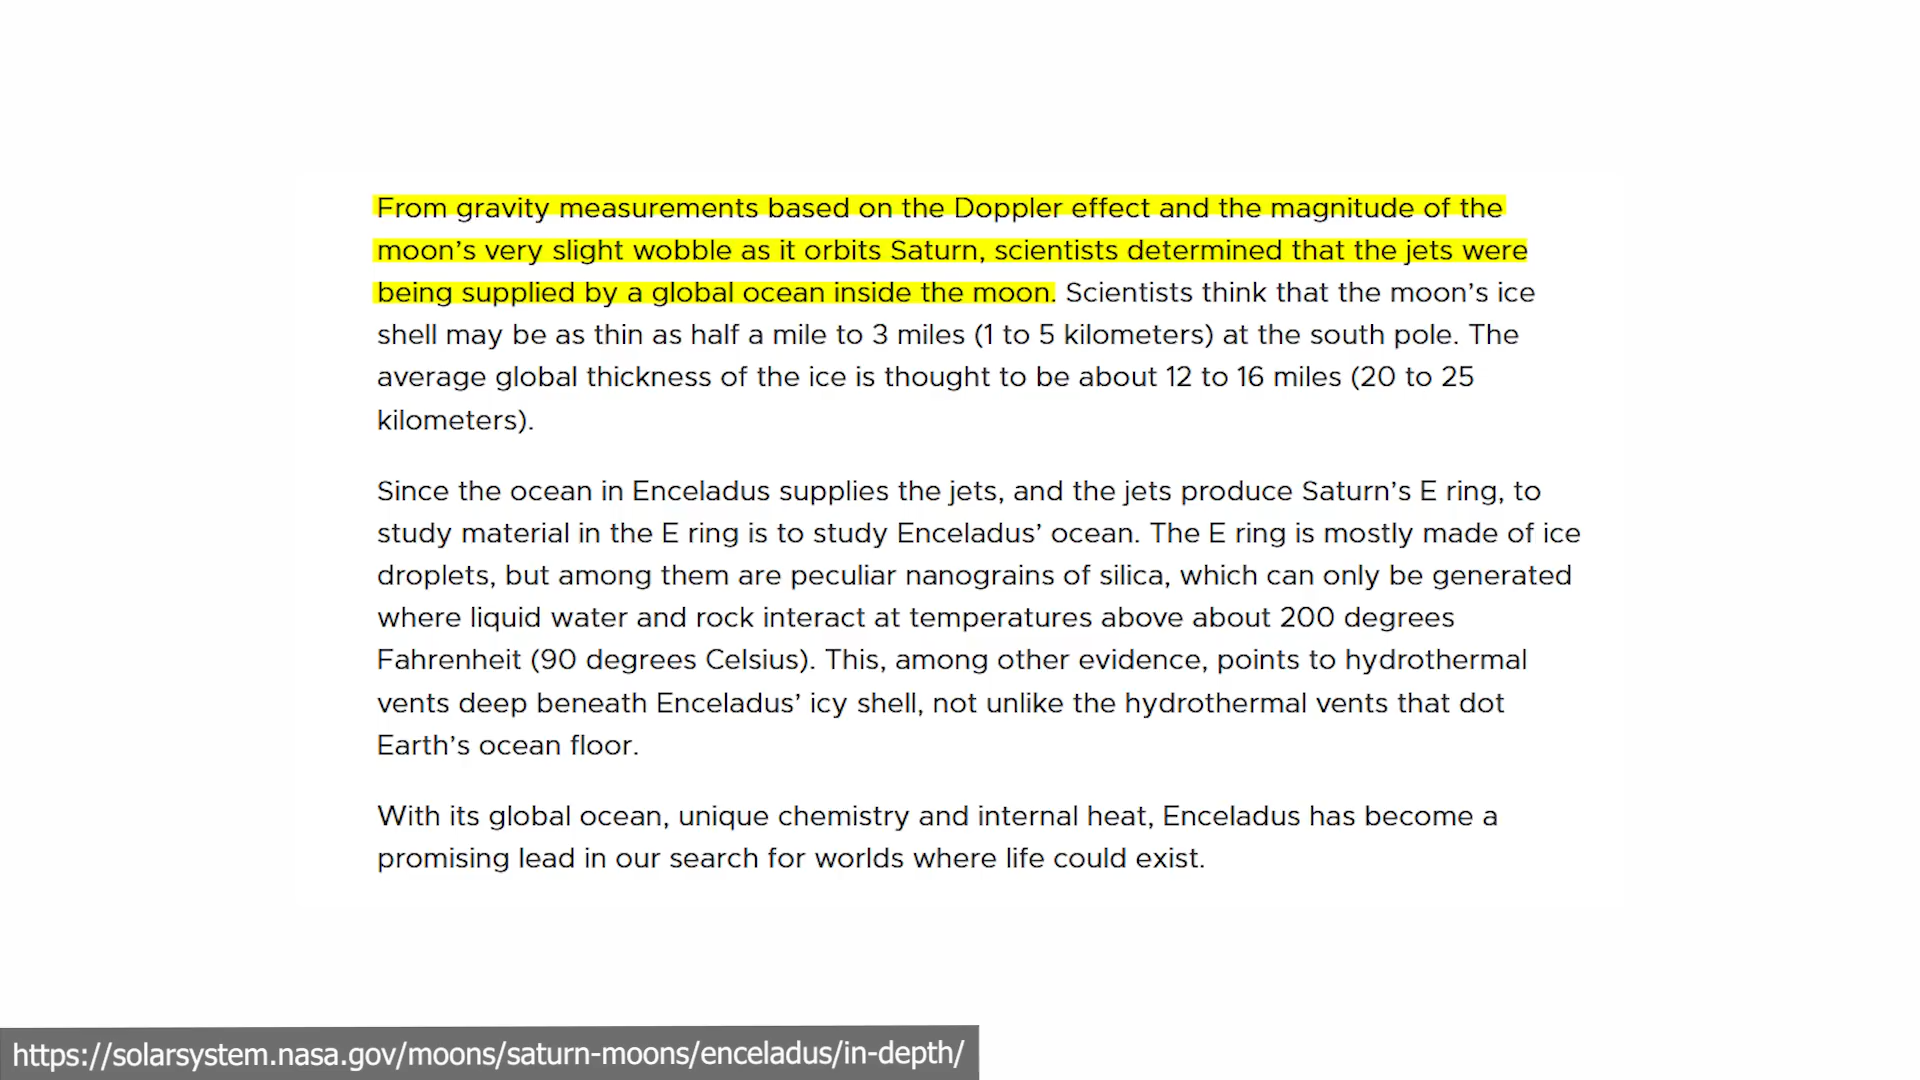 From gravity measurements based on the Doppler effect and the magnitude of the
moon’s very slight wobble as it orbits Saturn, scientists determined that the jets were
being supplied by a global ocean inside the moon. Scientists think that the moon’s ice
shell may be as thin as half a mile to 3 miles (1 to 5 kilometers) at the south pole. The
average global thickness of the ice is thought to be about 12 to 16 miles (20 to 25
kilometers).
Since the ocean in Enceladus supplies the jets, and the jets produce Saturn’s E ring, to
study material in the E ring is to study Enceladus’ ocean. The E ring is mostly made of ice
droplets, but among them are peculiar nanograins of silica, which can only be generated
where liquid water and rock interact at temperatures above about 200 degrees
Fahrenheit (90 degrees Celsius). This, among other evidence, points to hydrothermal
vents deep beneath Enceladus’ icy shell, not unlike the hydrothermal vents that dot
Earth’s ocean floor.
With its global ocean, unique chemistry and internal heat, Enceladus has become a
promising lead in our search for worlds where life could exist.
https://solarsystem.nasa.gov/moons/saturn-moons/enceladus/in-depth/